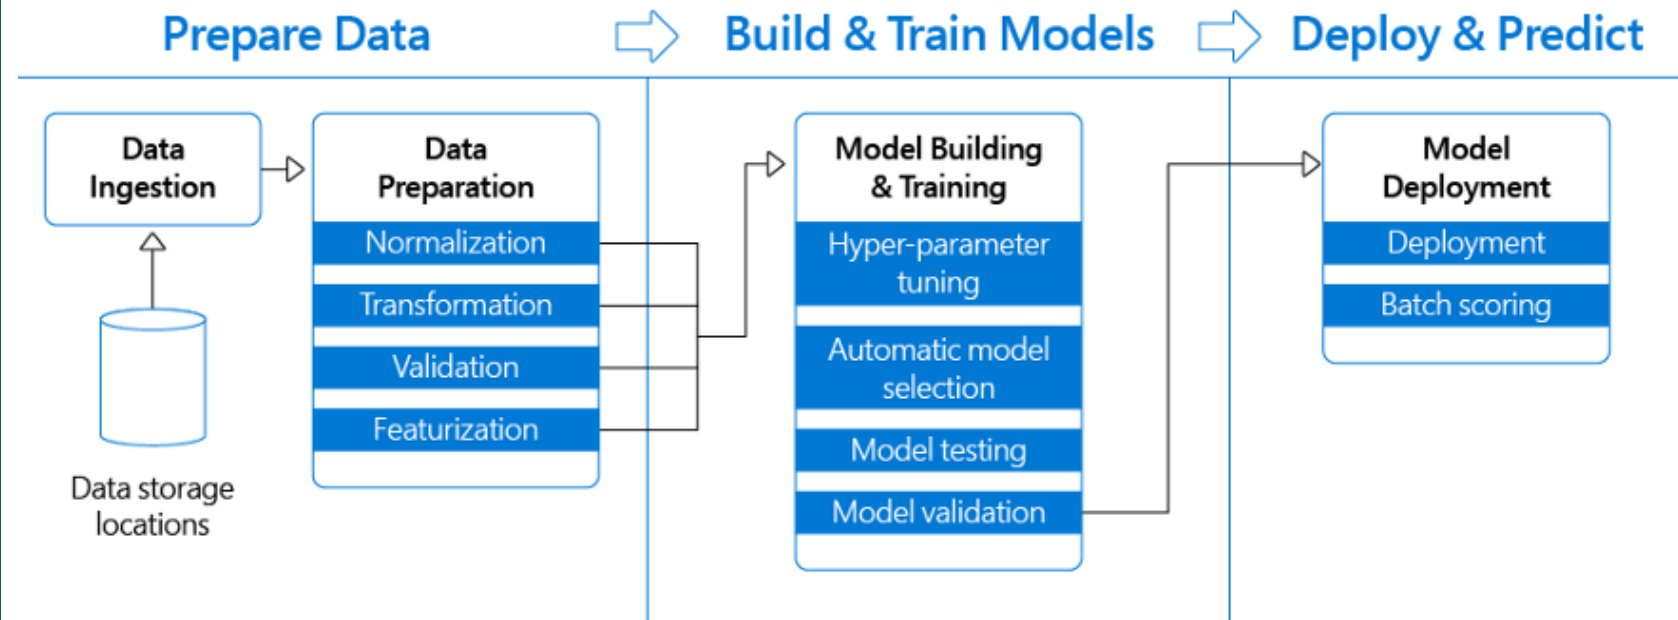 Prepare Data
Build & Train Models
Deploy & Predict
Data
Ingestion
Data storage
locations
Data
Preparation
Normalization
Transformation
Validation
Featurization
Model Building
& Training
Hyper-parameter
tuning
Automatic model
selection
Model testing
Model validation
Model
Deployment
Deployment
Batch scoring